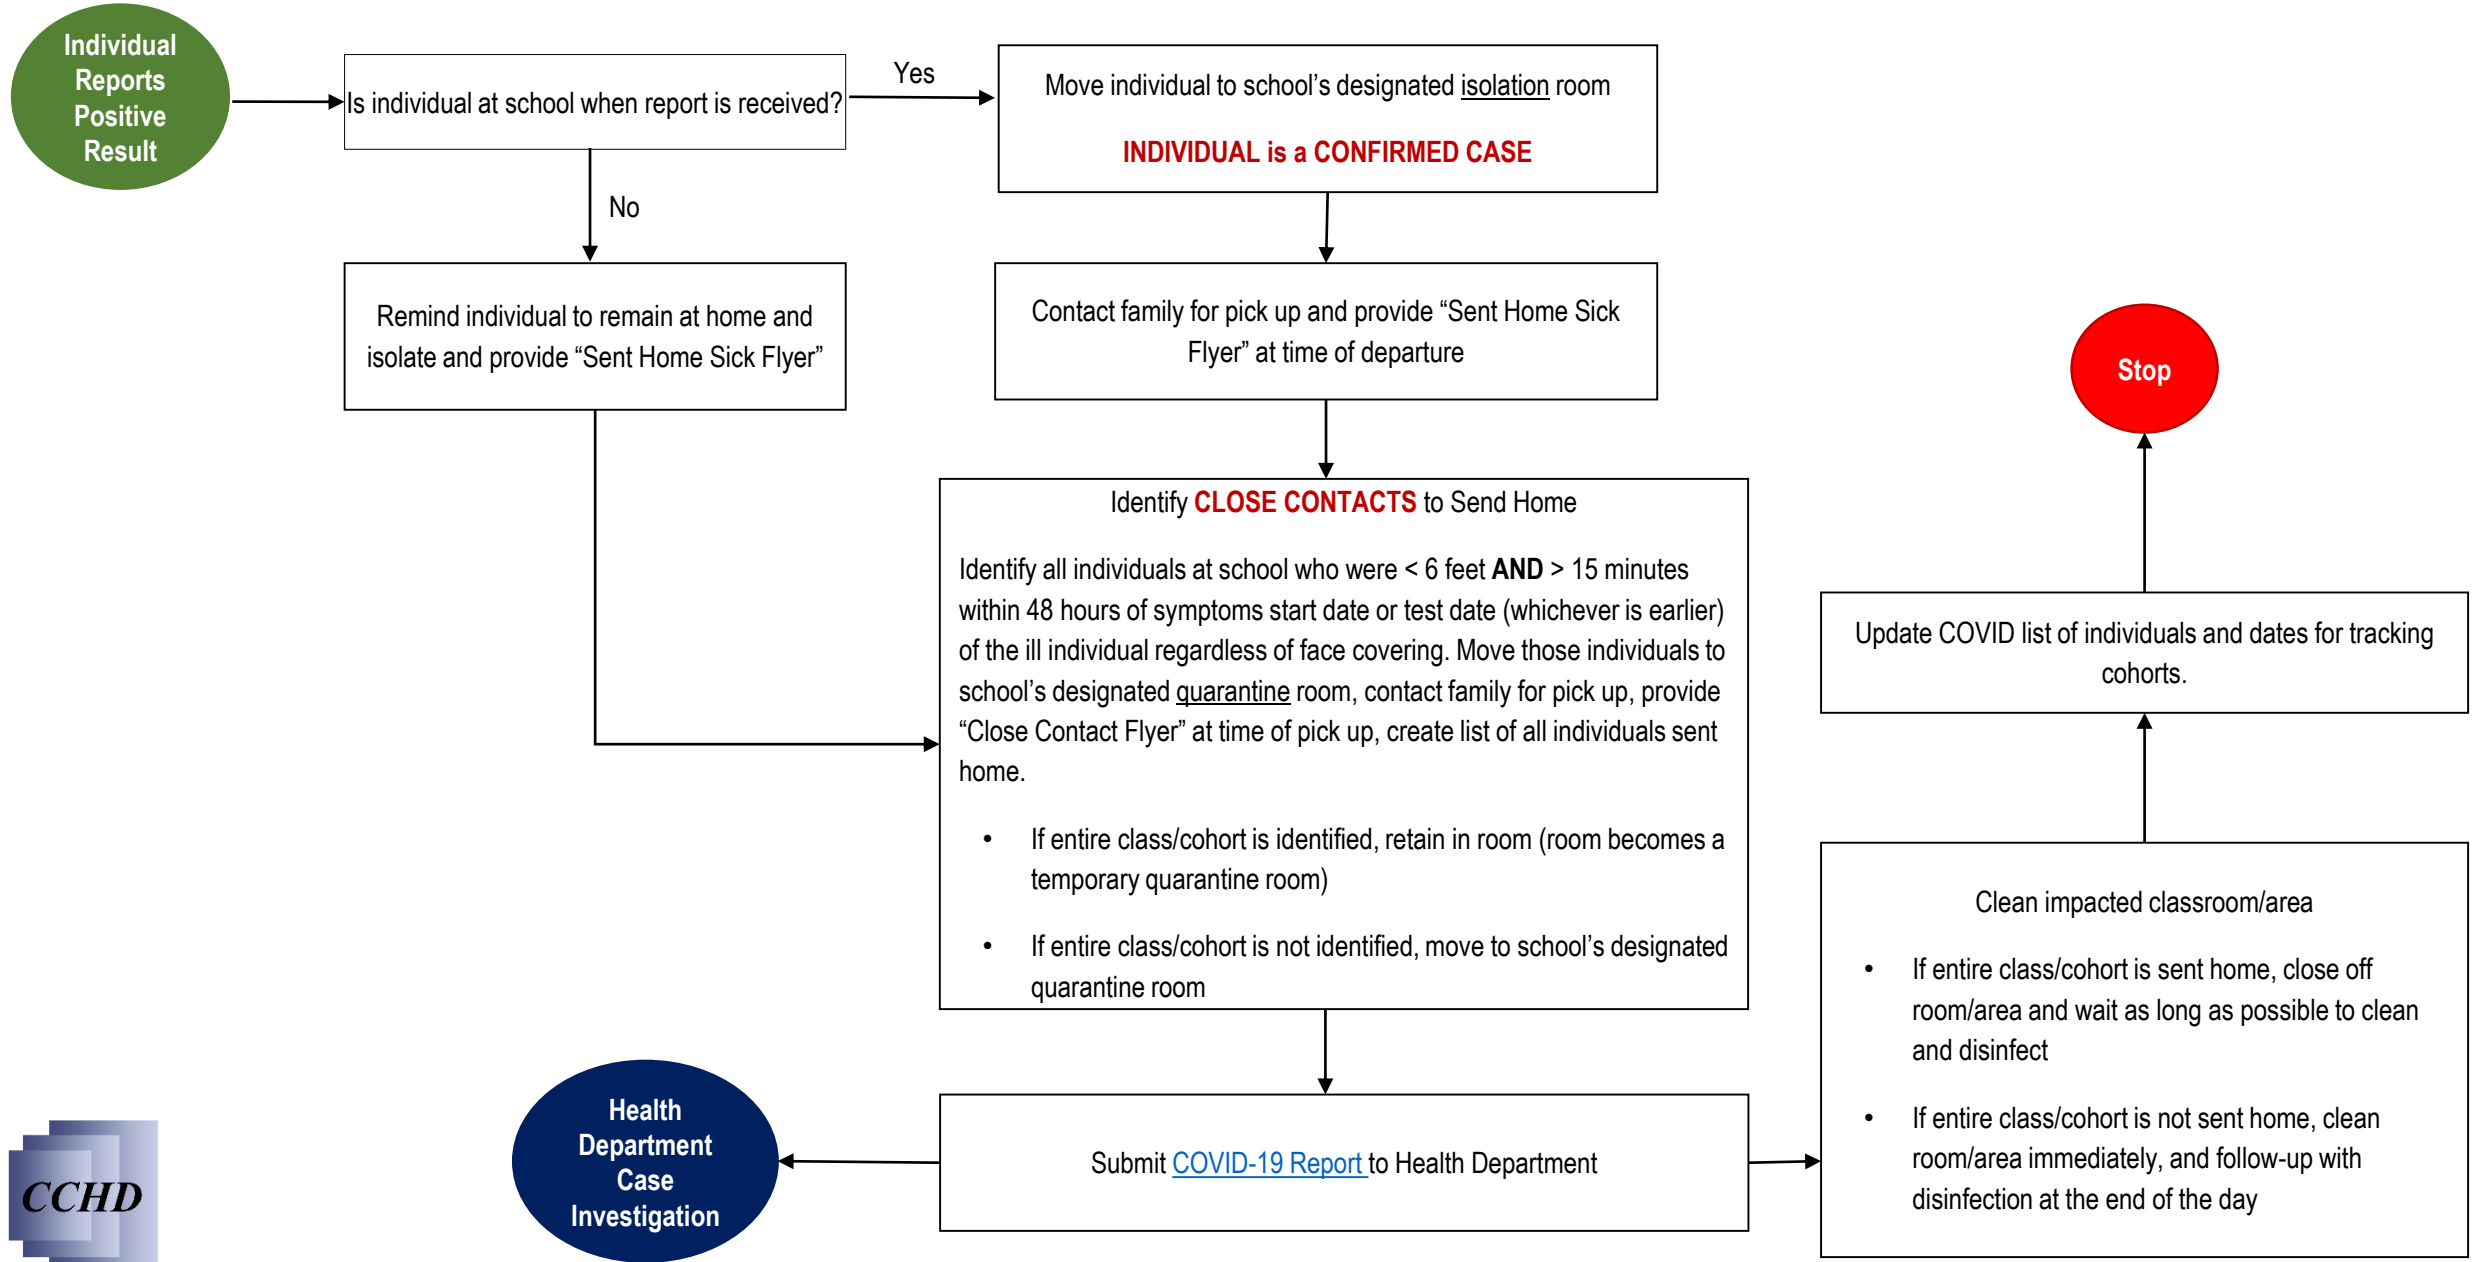 Individual
Reports
Positive
Result
Is individual at school when report is received?
Yes
Move individual to school’s designated isolation room
INDIVIDUAL is a CONFIRMED CASE
No
Remind individual to remain at home and
isolate and provide “Sent Home Sick Flyer”
Contact family for pick up and provide “Sent Home Sick
Flyer” at time of departure
Identify CLOSE CONTACTS to Send Home
Identify all individuals at school who were < 6 feet AND > 15 minutes
within 48 hours of symptoms start date or test date (whichever is earlier)
of the ill individual regardless of face covering. Move those individuals to
school’s designated quarantine room, contact family for pick up, provide
“Close Contact Flyer” at time of pick up, create list of all individuals sent
home.
• If entire class/cohort is identified, retain in room (room becomes a
temporary quarantine room)
• If entire class/cohort is not identified, move to school’s designated
quarantine room
Submit COVID-19 Report to Health Department
Health
Department
Case
Investigation
Clean impacted classroom/area
• If entire class/cohort is sent home, close off
room/area and wait as long as possible to clean
and disinfect
• If entire class/cohort is not sent home, clean
room/area immediately, and follow-up with
disinfection at the end of the day
Update COVID list of individuals and dates for tracking
cohorts.
Stop
CCHD